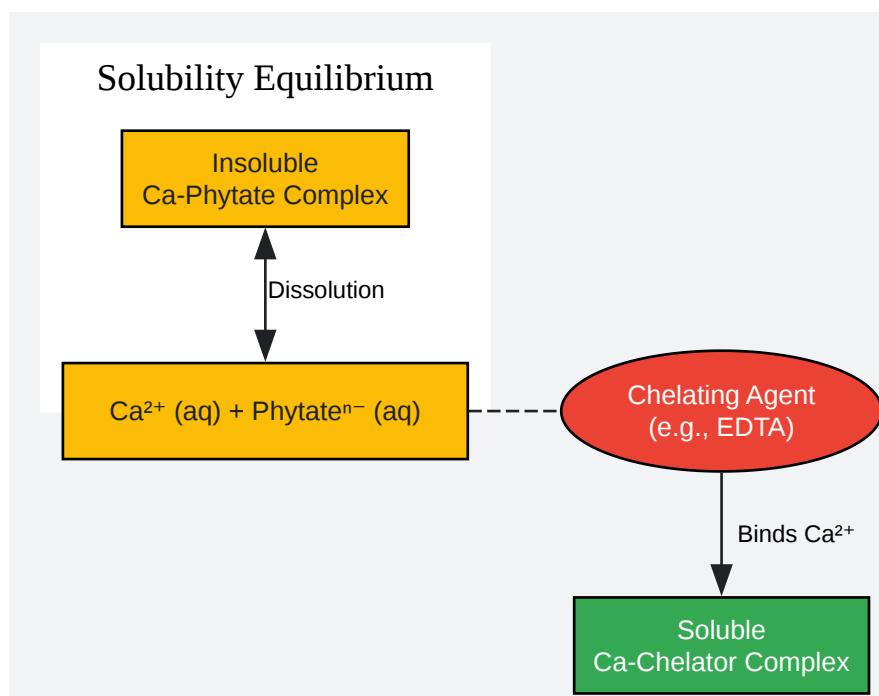 Solubility Equilibrium
Insoluble
Ca-Phytate Complex
Dissolution
Ca²⁺ (aq) + Phytateⁿ⁻ (aq)
Chelating Agent
(e.g., EDTA)
Binds Ca²⁺
Soluble
Ca-Chelator Complex